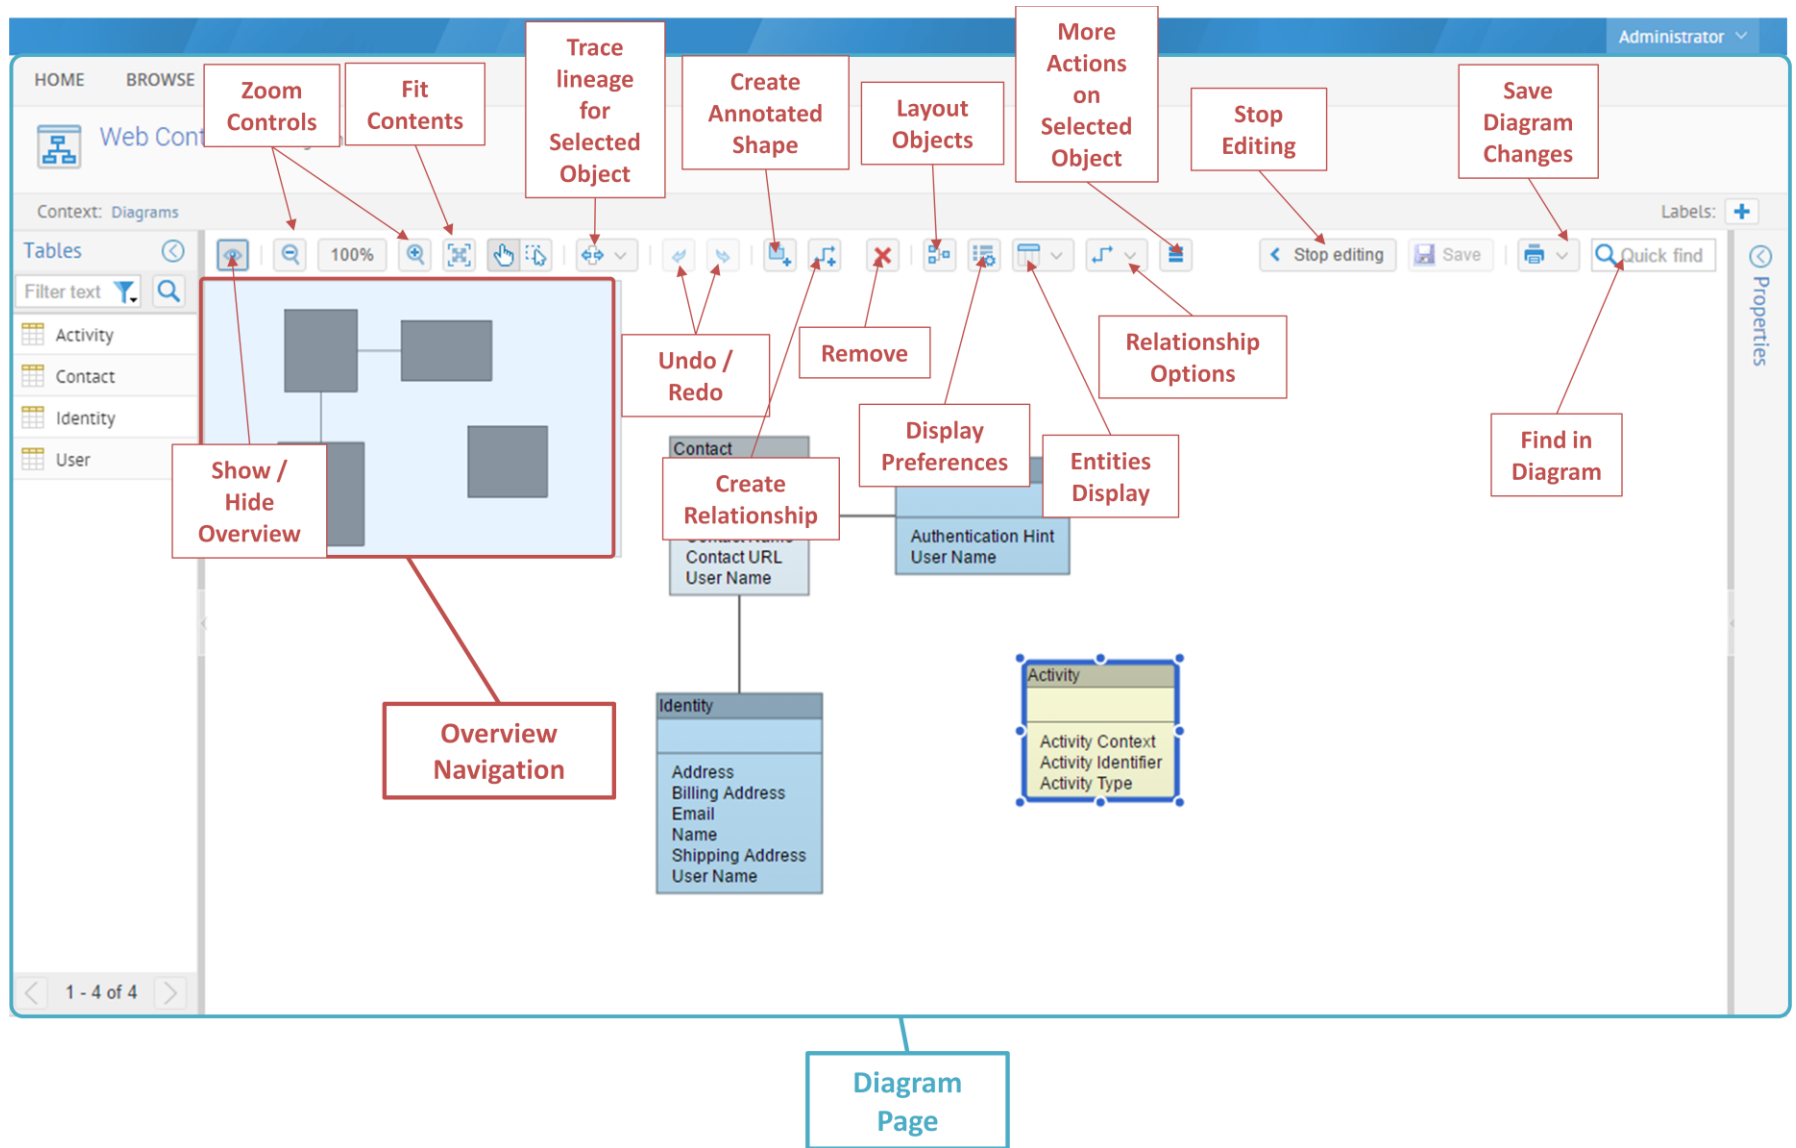 Administrator
HOME
BROWSE
Zoom
Controls
Fit
Contents
Trace
lineage
for
Selected
Object
Create
Annotated
Shape
Layout
Objects
More
Actions
on
Selected
Object
Stop
Editing
Save
Diagram
Changes
Web Cont
Context: Diagrams
Labels:
Tables
100%
Stop editing
Save
Quick find
Filter text
Properties
Activity
Contact
Identity
User
Undo /
Redo
Remove
Relationship
Options
Display
Preferences
Entities
Display
Find in
Diagram
Show /
Hide
Overview
Create
Relationship
Contact
Contact Name
Contact URL
User Name
Authentication Hint
User Name
Overview
Navigation
Identity
Address
Billing Address
Email
Name
Shipping Address
User Name
Activity
Activity Context
Activity Identifier
Activity Type
1 - 4 of 4
Diagram
Page